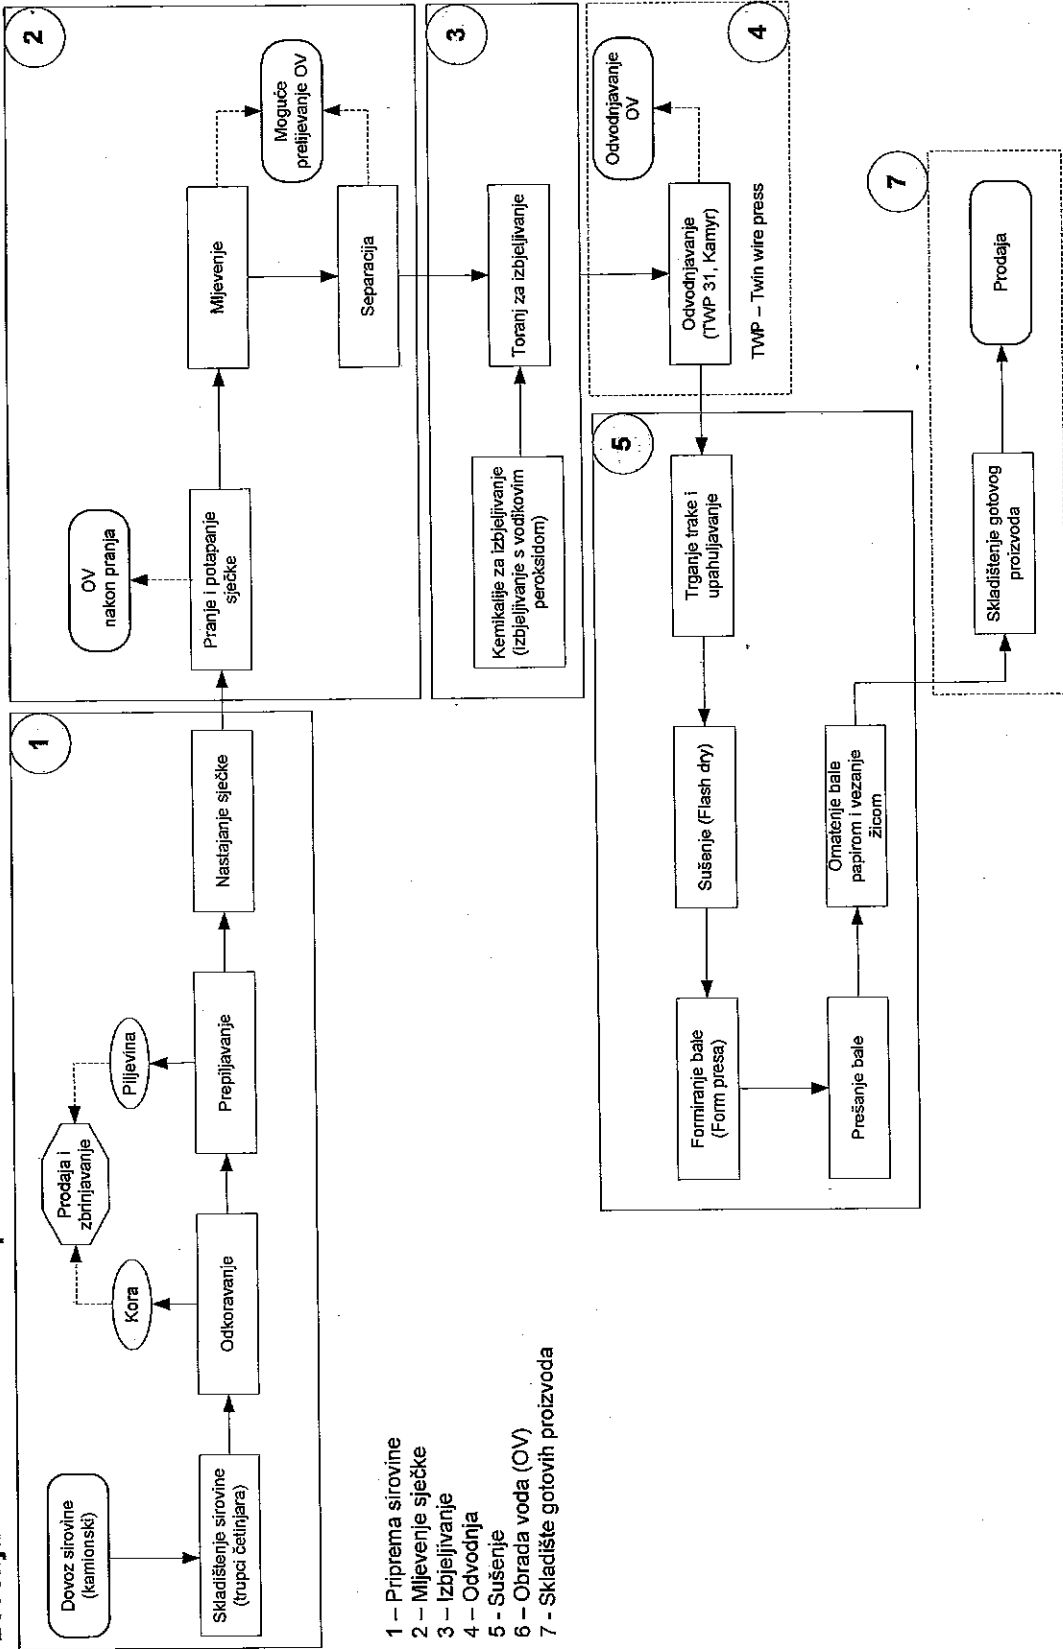 1
Dovoz sirovine
(kamionski)
Skladištenje sirovine
(trupci četinjara)
Odkoravanje
Kora
Prodaja i
zbrinjavanje
Prepiljavanje
Piljevina
Nastajanje sječke
2
Pranje i potapanje
sječke
OV
nakon pranja
Mljevenje
Separacija
Moguće
prelijevanje OV
3
Kemikalije za izbjeljivanje
(izbjeljivanje s vodikovim
peroksidom)
Toranj za izbjeljivanje
4
Odvodnjavanje
(TWP 31, Kamyr)
Odvodnjavanje
OV
TWP – Twin wire press
5
Trganje trake i
upahuljavanje
Sušenje (Flash dry)
Formiranje bale
(Form presa)
Prešanje bale
Omatenje bale
papirom i vezanje
žicom
7
Skladištenje gotovog
proizvoda
Prodaja
1 – Priprema sirovine
2 – Mljevenje sječke
3 – Izbjeljivanje
4 – Odvodnja
5 - Sušenje
6 – Obrada voda (OV)
7 - Skladište gotovih proizvoda